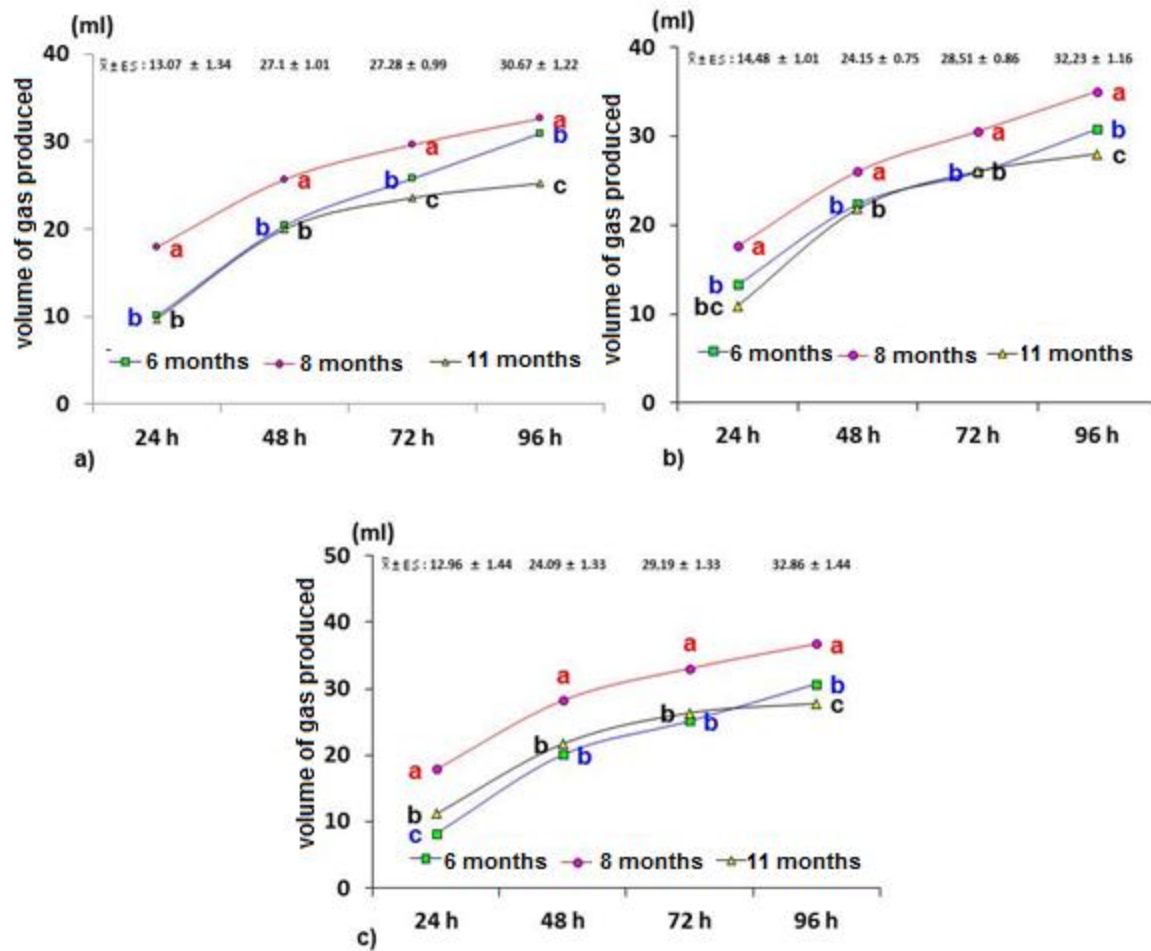 (ml)
x̄±ES: 13.07 ± 1.34 27.1 ± 1.01 27.28 ± 0.99 30.67 ± 1,22
volume of gas produced
40
30
20
10
0
a a a a
b b b b
b b c c
6 months 8 months 11 months
24 h 48 h 72 h 96 h
a)
(ml)
x̄±ES: 14,48 ± 1.01 24.15 ± 0.75 28,51 ± 0.86 32,23 ± 1.16
volume of gas produced
40
30
20
10
0
a a a a
b b b b
bc b b c
6 months 8 months 11 months
24 h 48 h 72 h 96 h
b)
(ml)
x̄±ES: 12.96 ± 1.44 24.09 ± 1.33 29,19 ± 1.33 32.86 ± 1.44
volume of gas produced
50
40
30
20
10
0
a a a a
b b b b
c b b c
6 months 8 months 11 months
24 h 48 h 72 h 96 h
c)